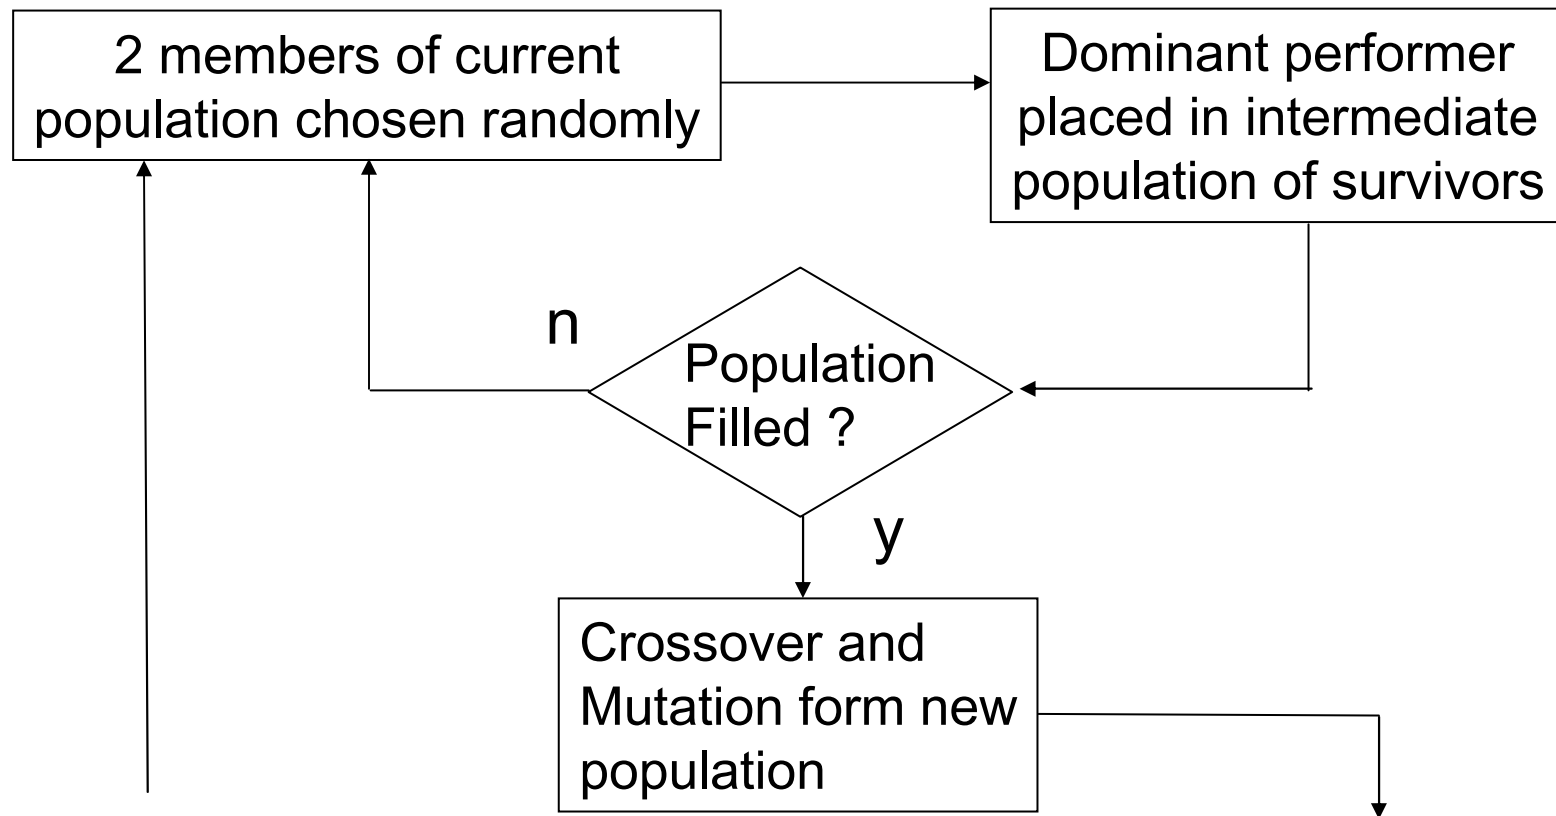 2 members of current
population chosen randomly
Dominant performer
placed in intermediate
population of survivors
n
Population
Filled ?
y
Crossover and
Mutation form new
population